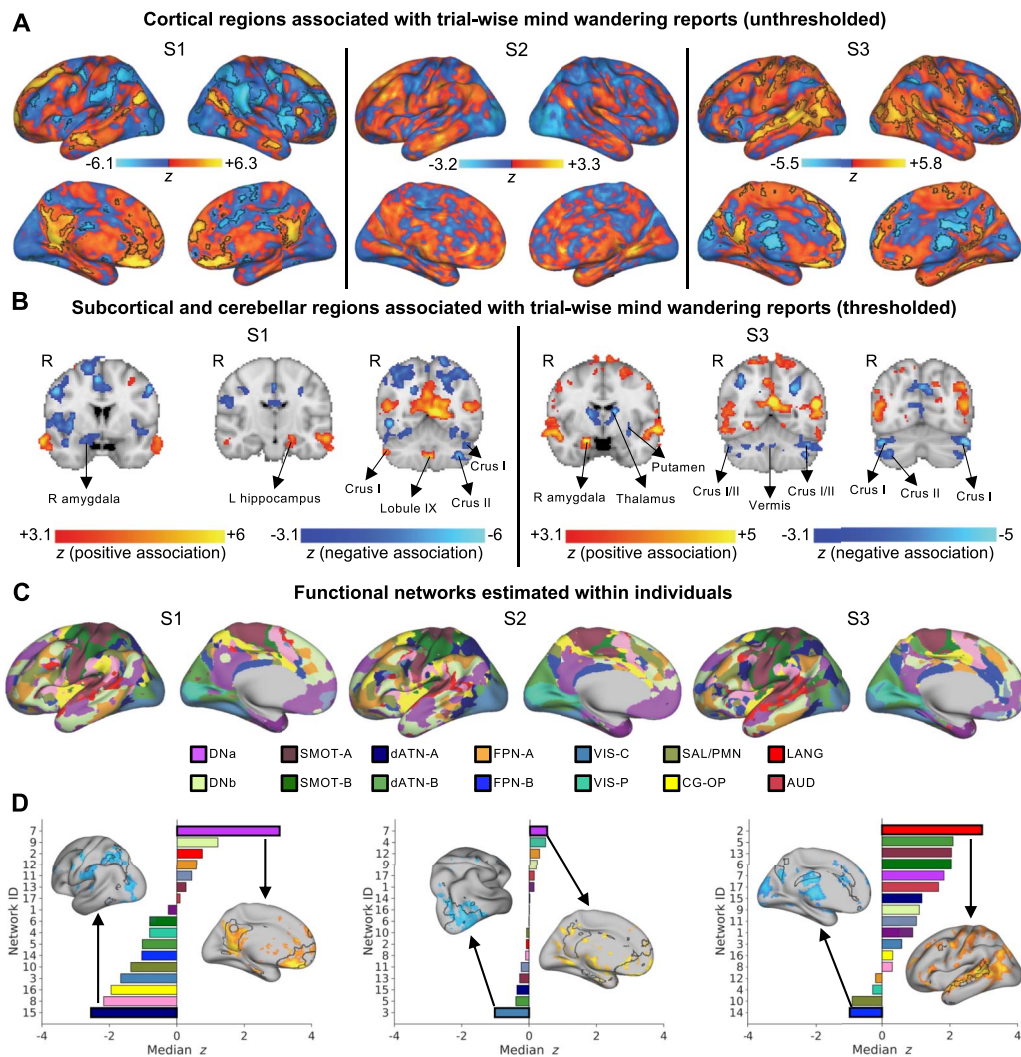 A
Cortical regions associated with trial-wise mind wandering reports (unthresholded)
S1
S2
S3
-6.1 +6.3
z
-3.2 +3.3
z
-5.5 +5.8
z
B
Subcortical and cerebellar regions associated with trial-wise mind wandering reports (thresholded)
S1
S3
R R R R R R
R amygdala
L hippocampus
Crus I
Lobule IX
Crus II
Crus I
R amygdala
Thalamus
Putamen
Crus I/II
Vermis
Crus I/II
Crus I
Crus II
Crus I
+3.1 +6
z (positive association)
-3.1 -6
z (negative association)
+3.1 +5
z (positive association)
-3.1 -5
z (negative association)
C
Functional networks estimated within individuals
S1
S2
S3
DNa SMOT-A dATN-A FPN-A VIS-C SAL/PMN LANG
DNb SMOT-B dATN-B FPN-B VIS-P CG-OP AUD
D
Network ID
7
9
2
12
11
13
17
1
6
4
5
14
10
3
16
8
15
-4 -2 0 2 4
Median z
Network ID
7
4
12
9
17
1
14
16
6
10
2
8
11
13
15
5
3
-4 -2 0 2 4
Median z
Network ID
2
5
13
6
7
17
15
9
11
1
3
16
8
12
4
10
14
-4 -2 0 2 4
Median z